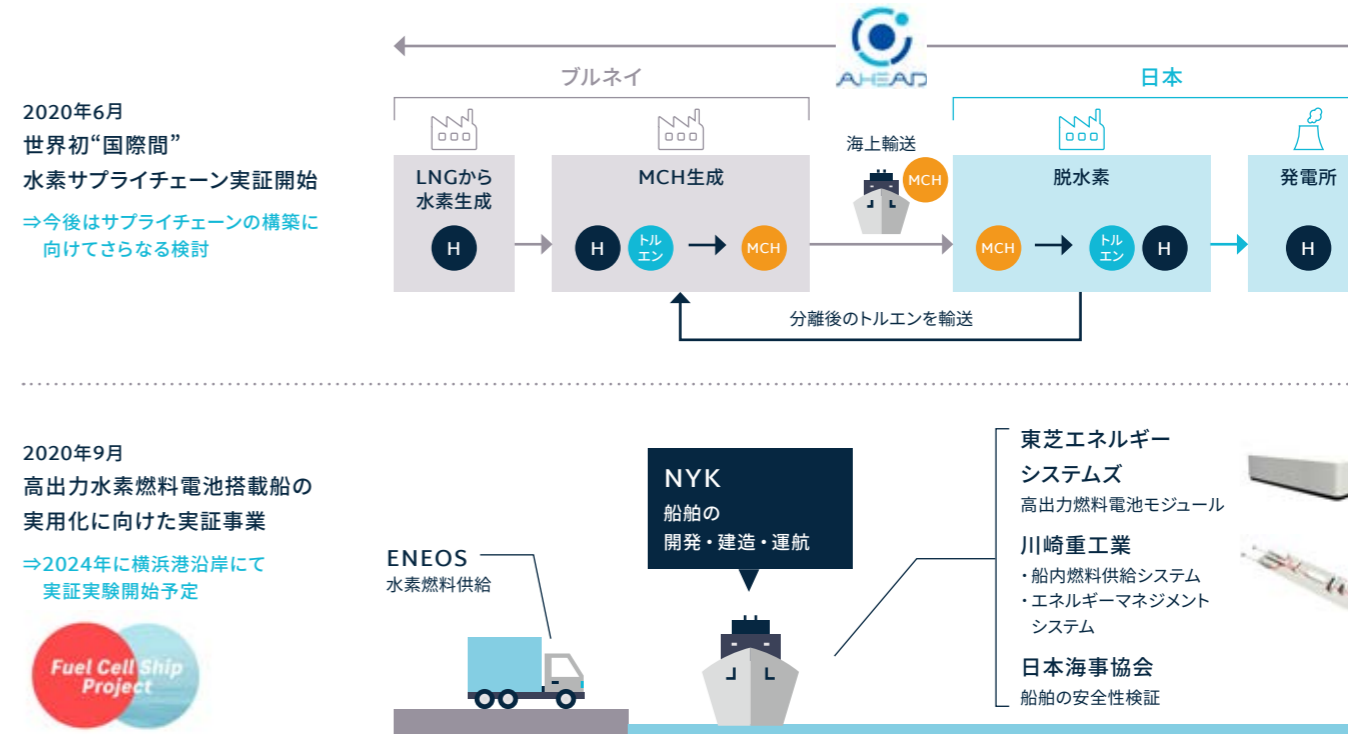 AHEAD
ブルネイ
日本
2020年6月
世界初“国際間”
水素サプライチェーン実証開始
⇒今後はサプライチェーンの構築に
向けてさらなる検討
LNGから
水素生成
H
MCH生成
H
トル
エン
MCH
海上輸送
MCH
脱水素
MCH
トル
エン
H
発電所
H
分離後のトルエンを輸送
2020年9月
高出力水素燃料電池搭載船の
実用化に向けた実証事業
⇒2024年に横浜港沿岸にて
実証実験開始予定
Fuel Cell Ship
Project
ENEOS
水素燃料供給
NYK
船舶の
開発・建造・運航
東芝エネルギー
システムズ
高出力燃料電池モジュール
川崎重工業
・船内燃料供給システム
・エネルギーマネジメント
システム
日本海事協会
船舶の安全性検証